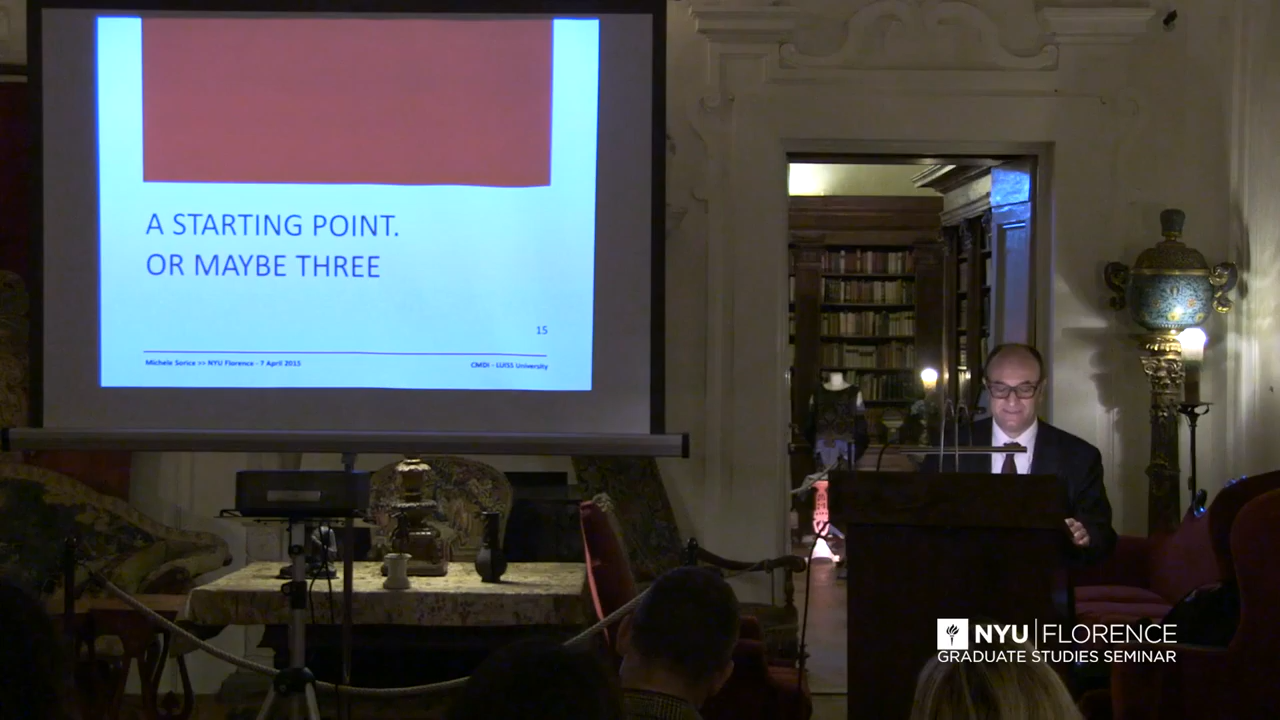 A STARTING POINT.
OR MAYBE THREE
15
Michele Sorice >> NYU Florence - 7 April 2015
CMDI - LUISS University
NYU FLORENCE
GRADUATE STUDIES SEMINAR